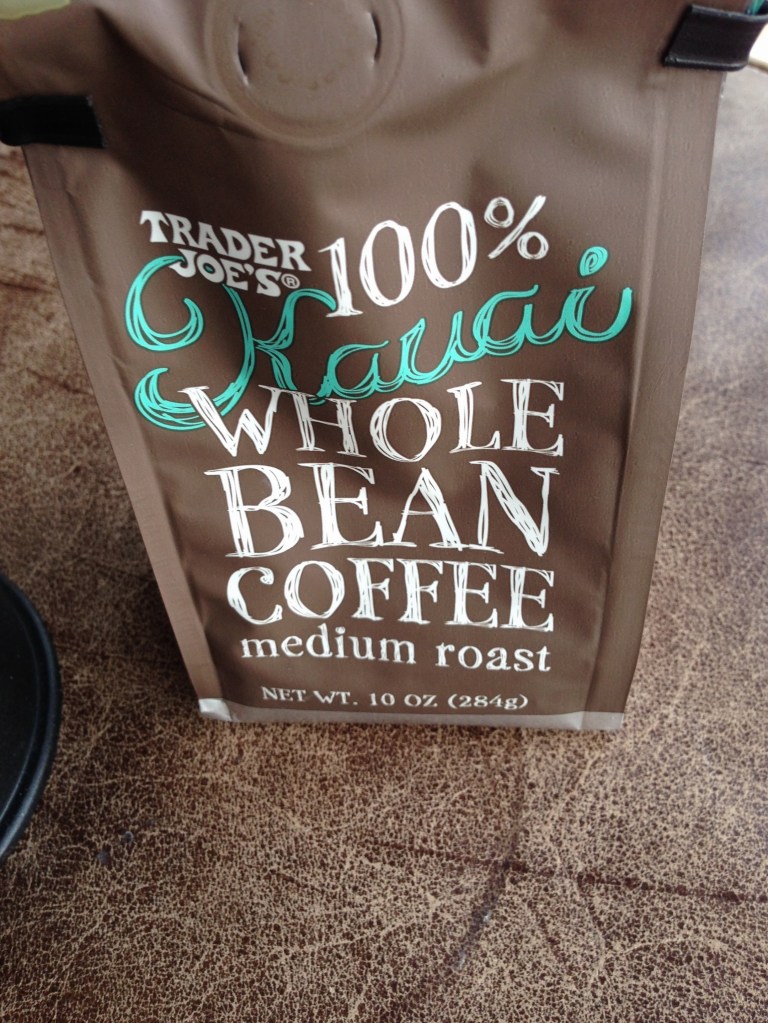 TRADER
JOE'S®
100%
Kauai
WHOLE
BEAN
COFFEE
medium roast
NET WT. 10 OZ (284g)